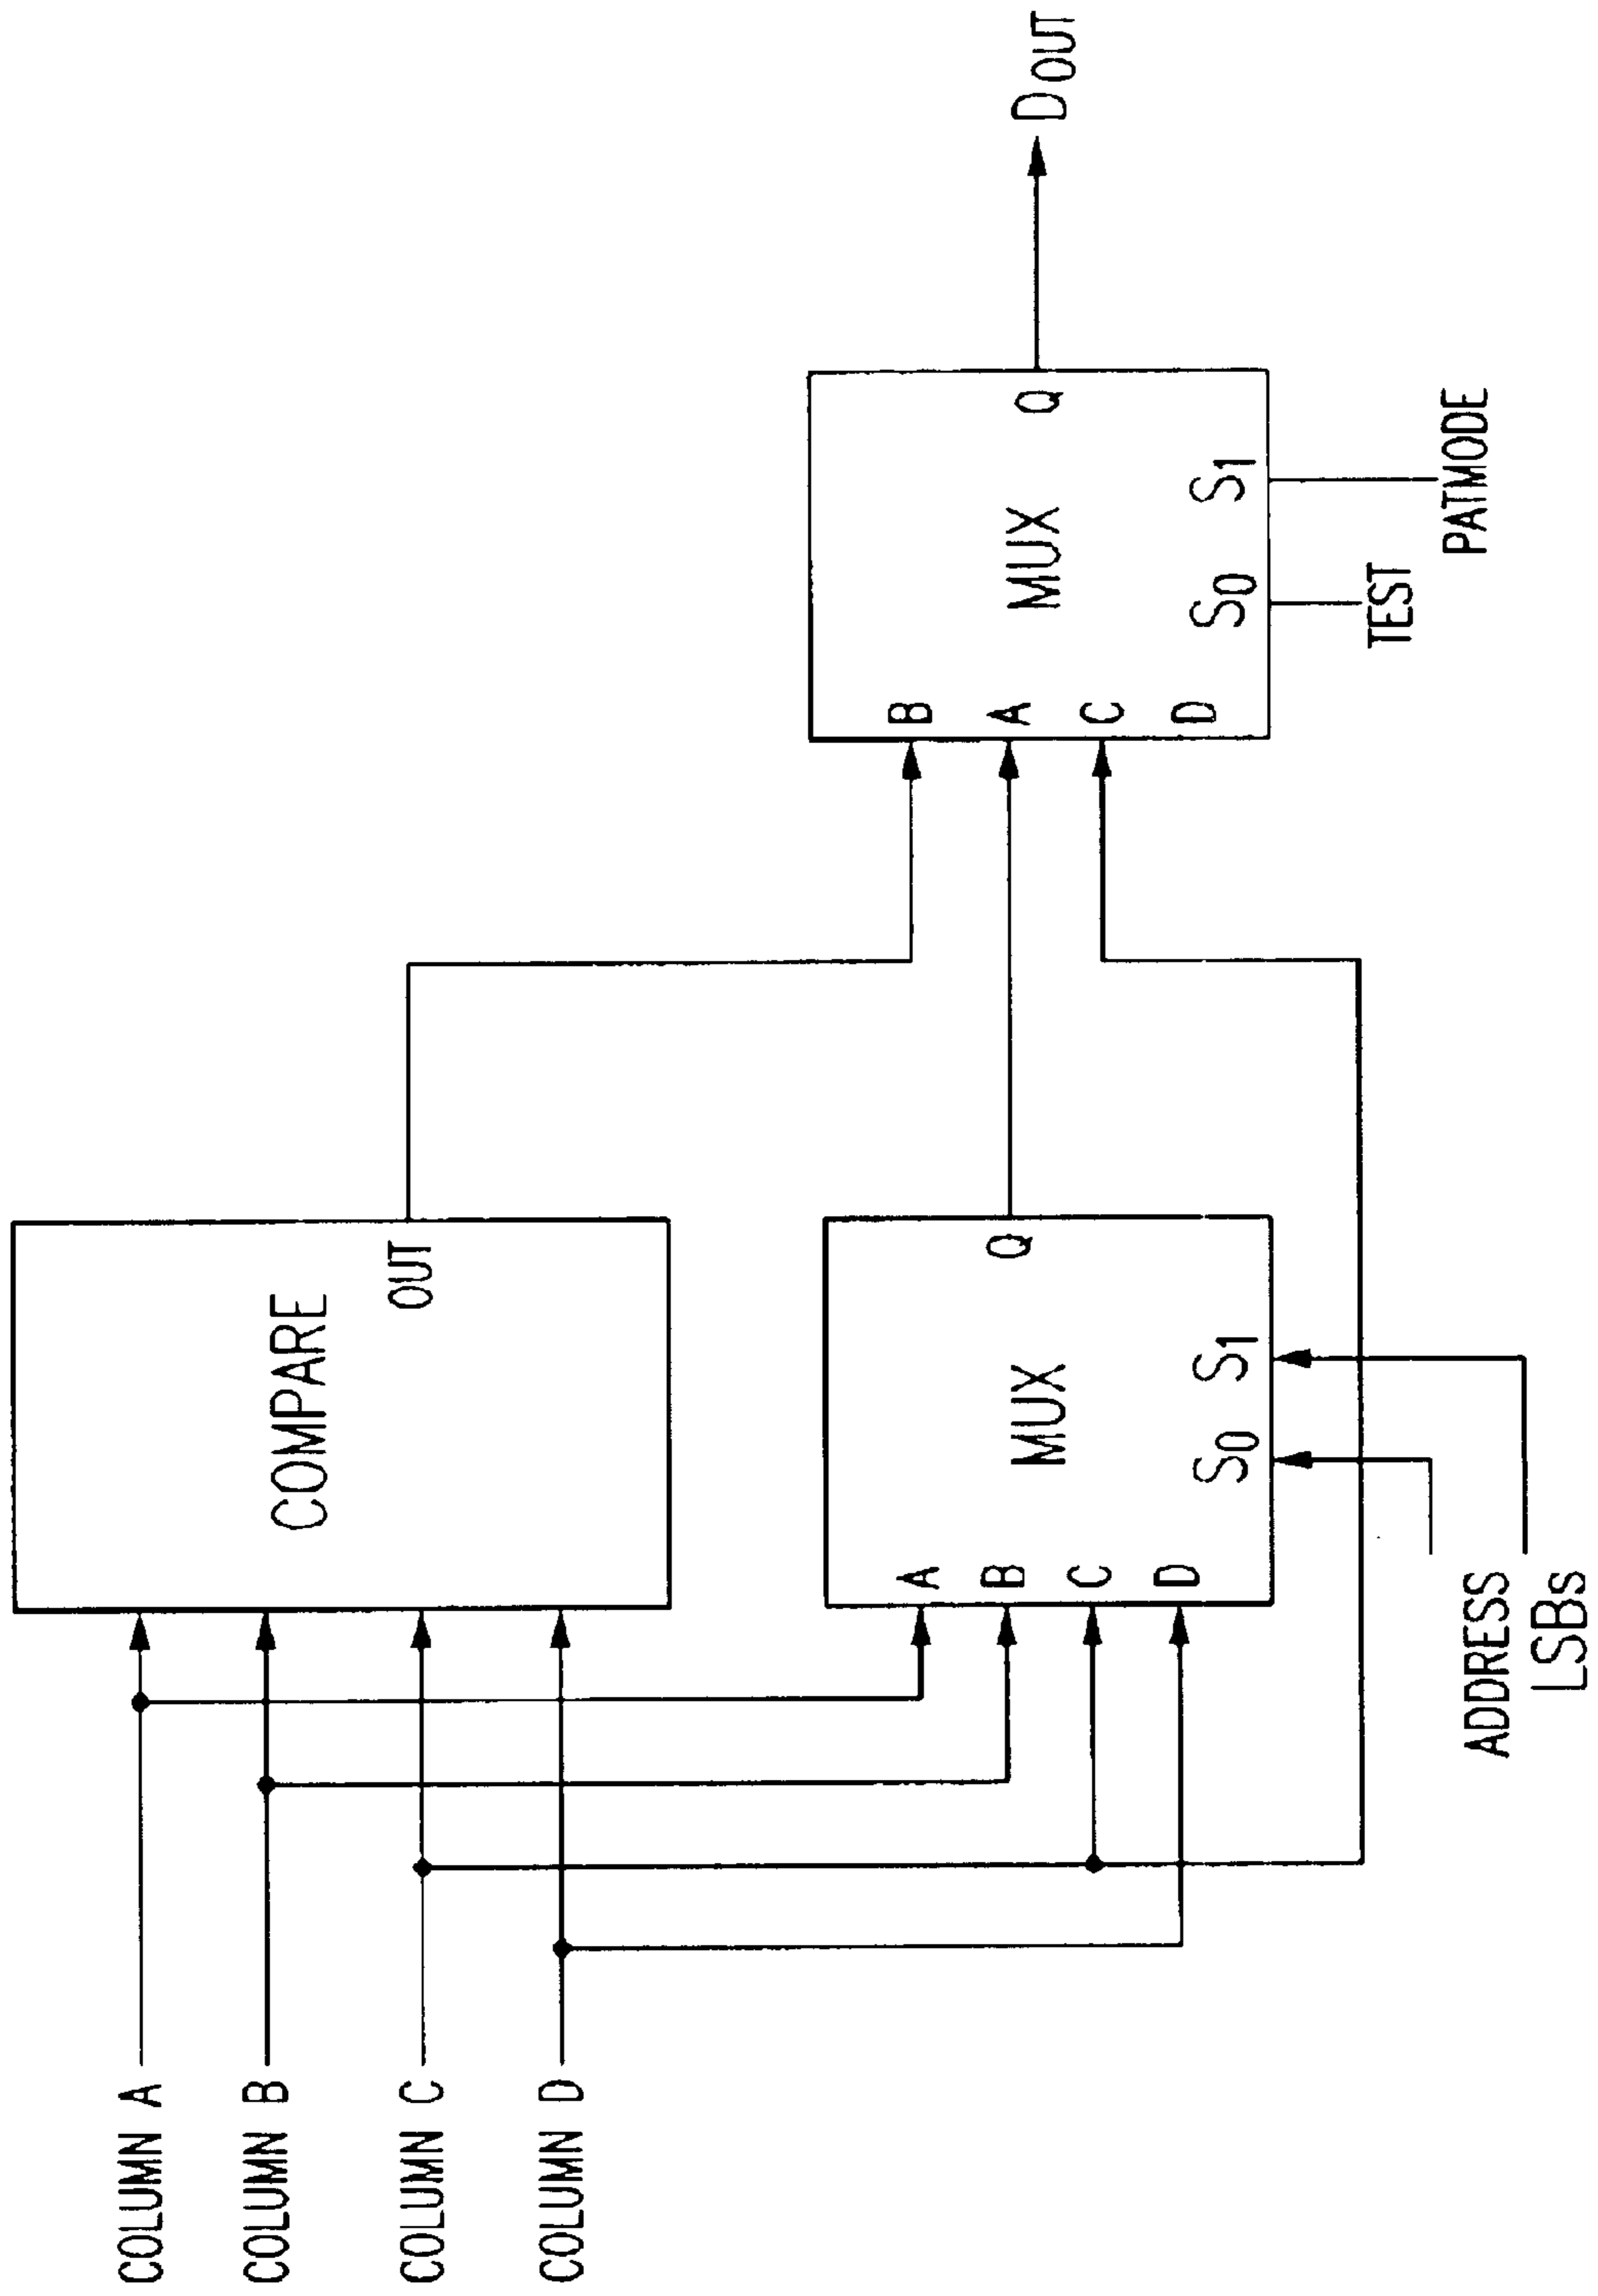 COLUMN A
COLUMN B
COLUMN C
COLUMN D
COMPARE
OUT
A
B
C
D
MUX
Q
S0
S1
ADDRESS
LSBs
B
A
C
D
MUX
Q
S0
S1
TEST
PATMODE
DOUT